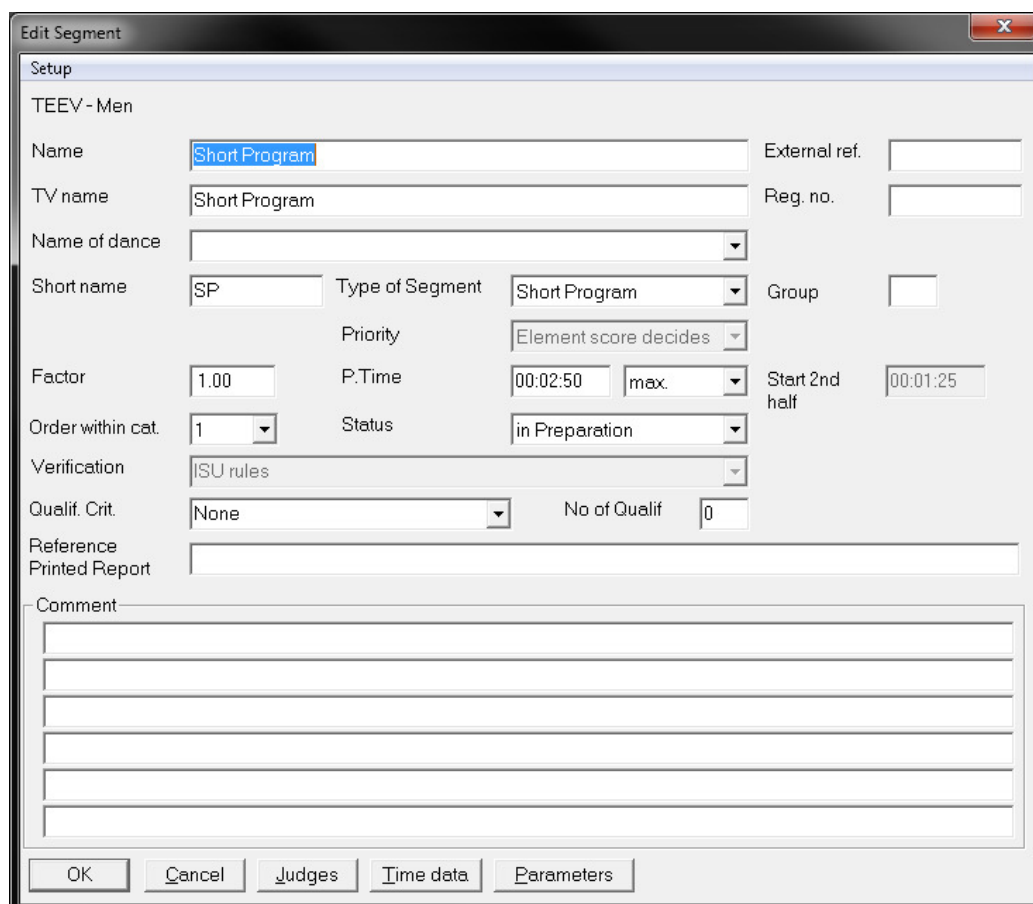 Edit Segment
Setup
TEEV - Men
Name Short Program External ref.
TV name Short Program Reg. no.
Name of dance
Short name SP Type of Segment Short Program Group
Priority Element score decides
Factor 1.00 P.Time 00:02:50 max. Start 2nd half 00:01:25
Order within cat. 1 Status in Preparation
Verification ISU rules
Qualif. Crit. None No of Qualif 0
Reference
Printed Report
Comment
OK Cancel Judges Time data Parameters